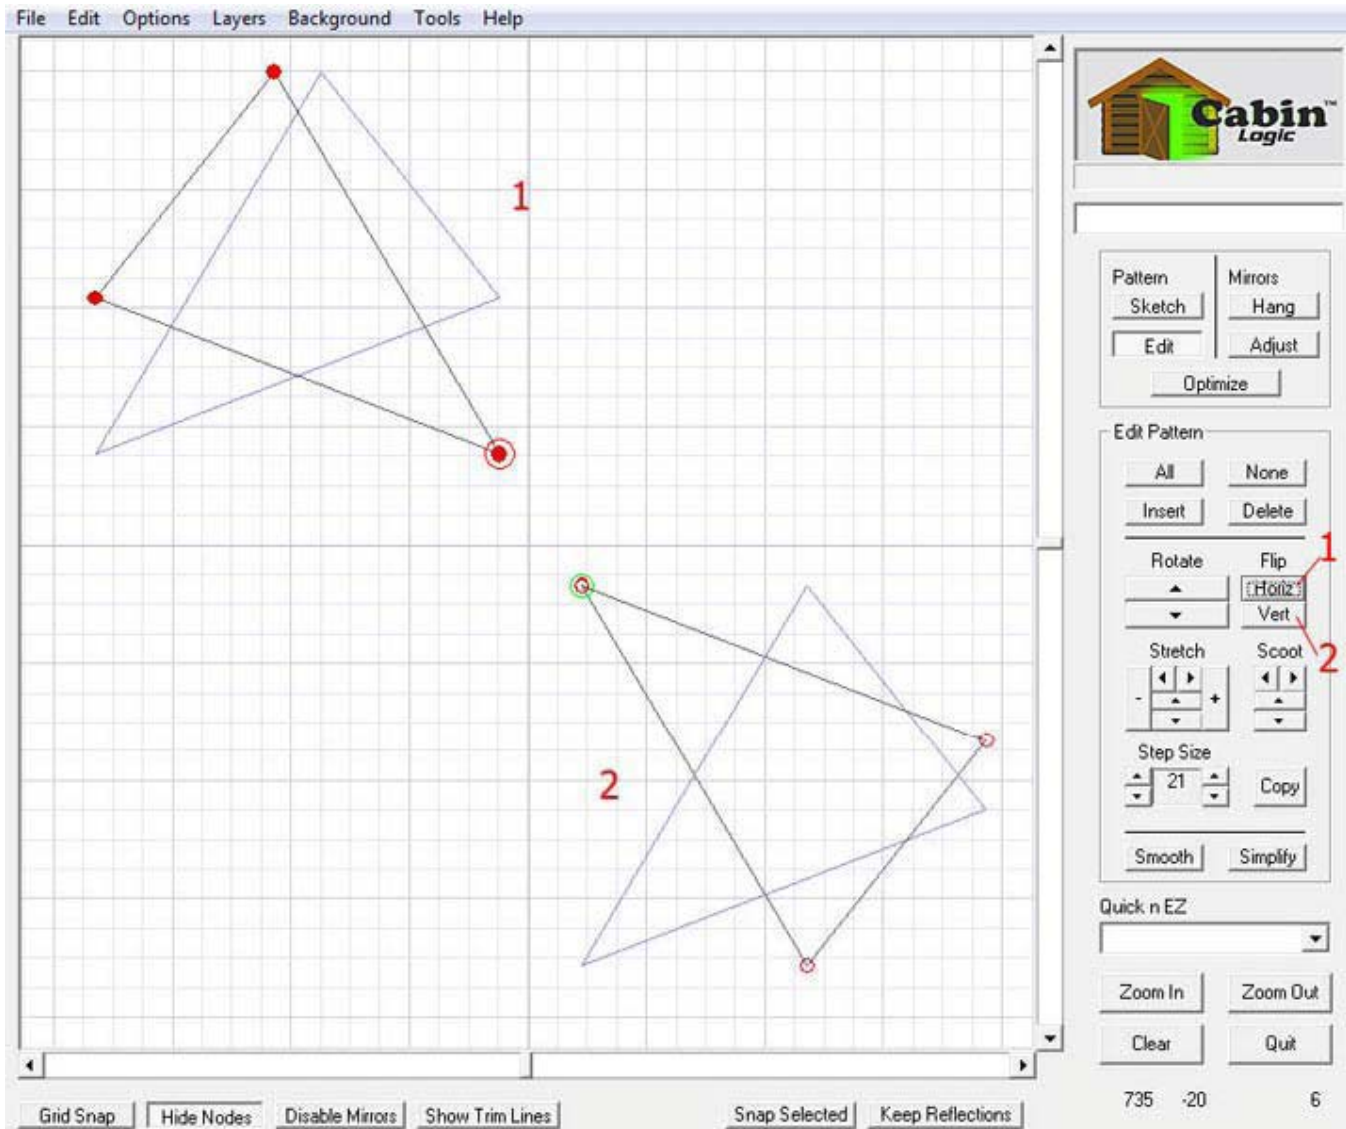 File Edit Options Layers Background Tools Help
Cabin™
Logic
1
Pattern Mirrors
Sketch Hang
Edit Adjust
Optimize
Edit Pattern
All None
Insert Delete
Rotate Flip
1
Horiz
Vert
2
Stretch Scoot
- +
Step Size
21
Copy
2
Smooth Simplify
Quick n EZ
Zoom In Zoom Out
Clear Quit
735 -20 6
Grid Snap Hide Nodes Disable Mirrors Show Trim Lines Snap Selected Keep Reflections